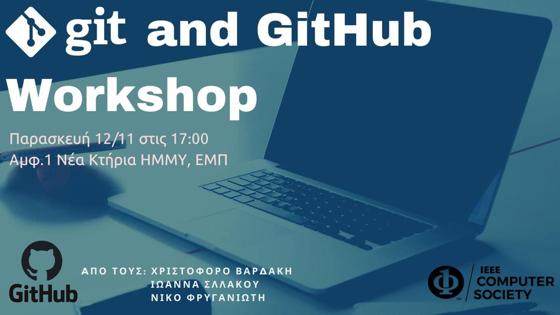 git and GitHub
Workshop
Παρασκευή 12/11 στις 17:00
Αμφ.1 Νέα Κτήρια ΗΜΜΥ, ΕΜΠ
ΑΠΟ ΤΟΥΣ: ΧΡΙΣΤΟΦΟΡΟ ΒΑΡΔΑΚΗ
ΙΩΑΝΝΑ ΣΛΛΑΚΟΥ
ΝΙΚΟ ΦΡΥΓΑΝΙΩΤΗ
GitHub
IEEE
COMPUTER
SOCIETY